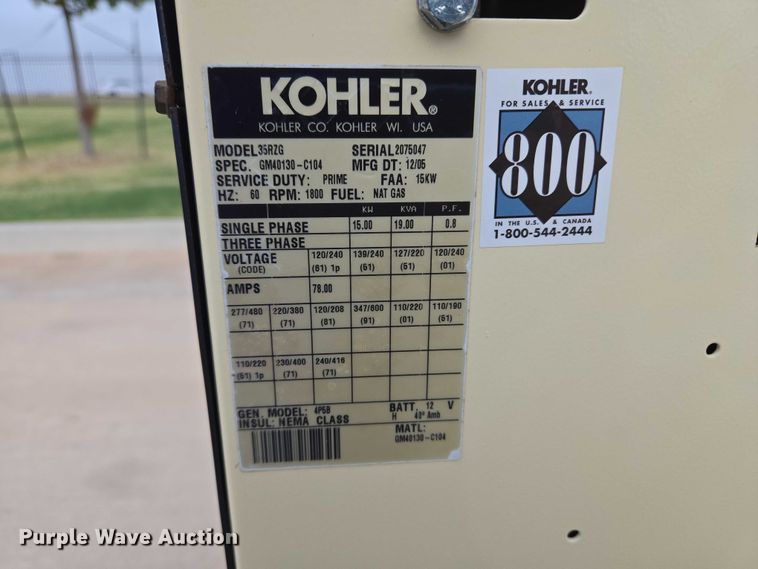 KOHLER®
KOHLER CO. KOHLER WI. USA
MODEL 35RZG SERIAL 2075047
SPEC. GM40130-C104 MFG DT: 12/05
SERVICE DUTY: PRIME FAA: 15KW
HZ: 60 RPM: 1800 FUEL: NAT GAS
KW KVA P.F.
SINGLE PHASE 15.00 19.00 0.8
THREE PHASE
VOLTAGE 120/240 139/240 127/220 120/240
(CODE) (61) 1p (51) (61) (01)
AMPS 78.00
277/480 220/380 120/208 347/600 110/220 110/190
(71) (71) (81) (91) (01) (61)
110/220 230/400 240/416
(61) 1p (71) (71)
GEN. MODEL: 4P5B BATT. 12 V
INSUL: NEMA CLASS H 40° Amb
MATL:
GM40130-C104
KOHLER®
FOR SALES & SERVICE
800
IN THE U.S. & CANADA
1-800-544-2444
Purple Wave Auction